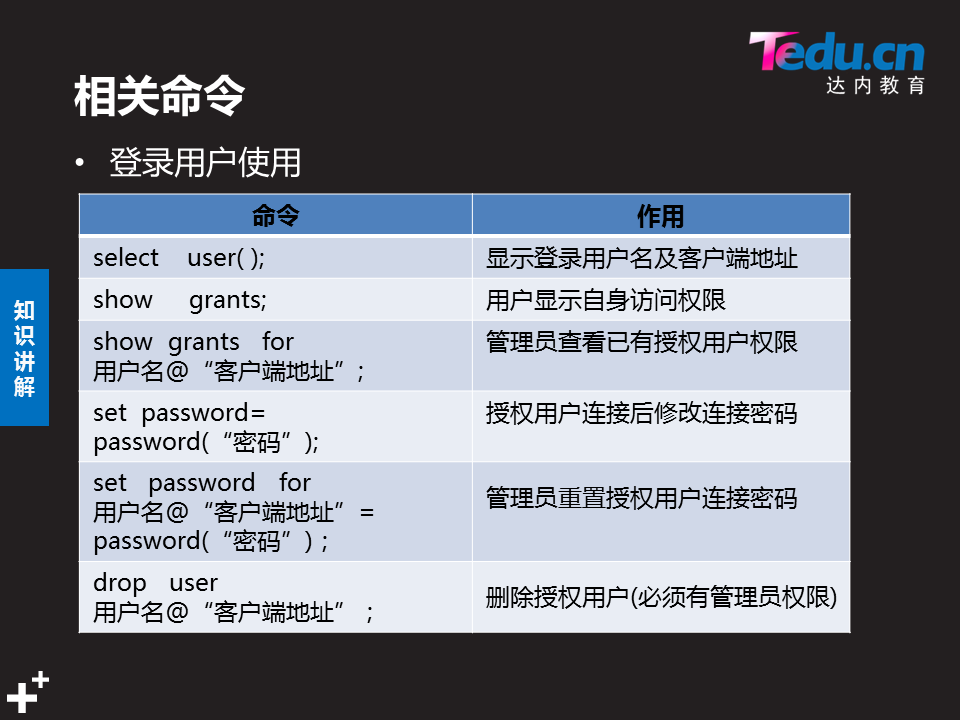 Tedu.cn
达内教育
相关命令
• 登录用户使用
命令
作用
select user( );
显示登录用户名及客户端地址
show grants;
用户显示自身访问权限
show grants for
用户名@“客户端地址”;
管理员查看已有授权用户权限
set password=
password(“密码”);
授权用户连接后修改连接密码
set password for
用户名@“客户端地址”=
password(“密码”) ;
管理员重置授权用户连接密码
drop user
用户名@“客户端地址” ;
删除授权用户(必须有管理员权限)
知
识
讲
解